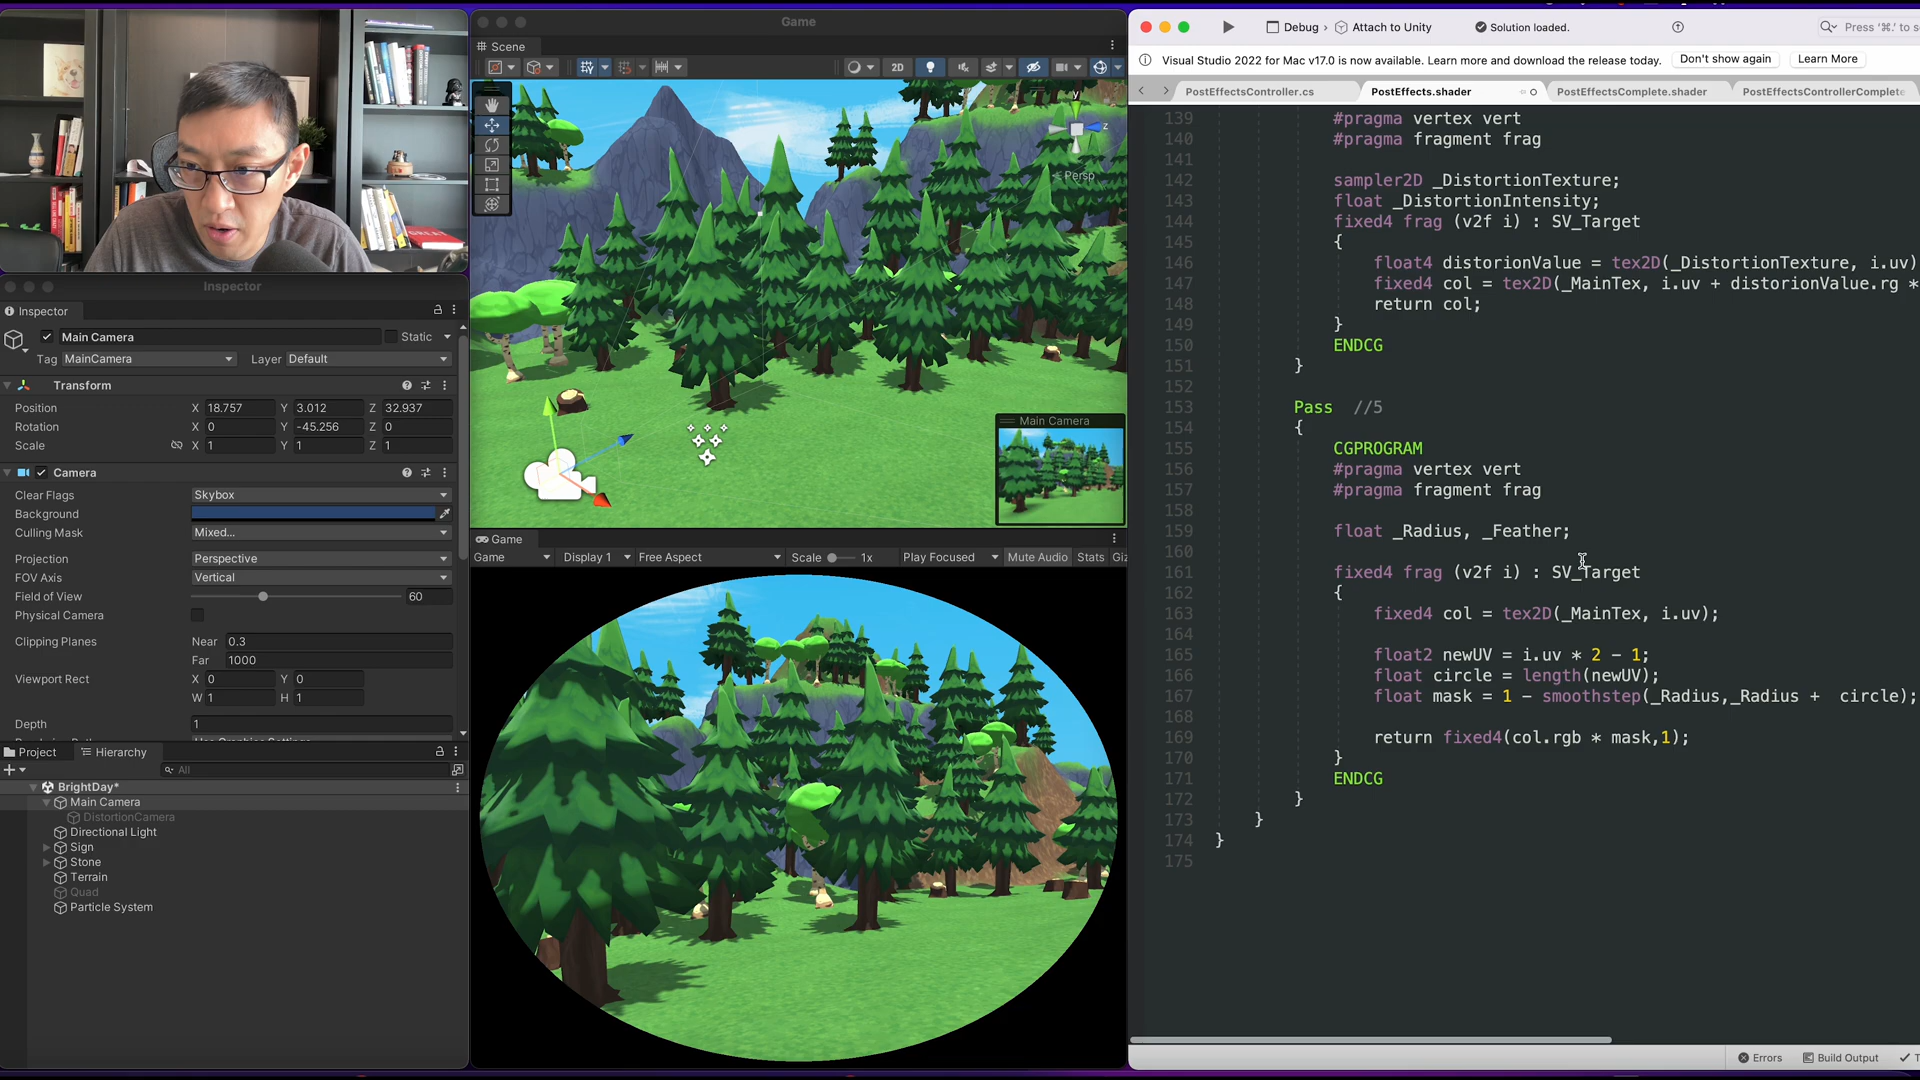 Inspector
Inspector
Main Camera
Static
Tag MainCamera Layer Default
Transform
Position X 18.757 Y 3.012 Z 32.937
Rotation X 0 Y -45.256 Z 0
Scale X 1 Y 1 Z 1
Camera
Clear Flags Skybox
Background
Culling Mask Mixed...
Projection Perspective
FOV Axis Vertical
Field of View 60
Physical Camera
Clipping Planes Near 0.3
Far 1000
Viewport Rect X 0 Y 0
W 1 H 1
Depth 1
Project Hierarchy
All
BrightDay*
Main Camera
DistortionCamera
Directional Light
Sign
Stone
Terrain
Quad
Particle System
Game
Scene
2D
y
z
Persp
Main Camera
Game
Game Display 1 Free Aspect Scale 1x Play Focused Mute Audio Stats Giz
Debug › Attach to Unity Solution loaded. Press '⌘.' to s
Visual Studio 2022 for Mac v17.0 is now available. Learn more and download the release today. Don't show again Learn More
PostEffectsController.cs PostEffects.shader PostEffectsComplete.shader PostEffectsControllerComplete
139 #pragma vertex vert
140 #pragma fragment frag
141
142 sampler2D _DistortionTexture;
143 float _DistortionIntensity;
144 fixed4 frag (v2f i) : SV_Target
145 {
146 float4 distorionValue = tex2D(_DistortionTexture, i.uv)
147 fixed4 col = tex2D(_MainTex, i.uv + distorionValue.rg *
148 return col;
149 }
150 ENDCG
151 }
152
153 Pass //5
154 {
155 CGPROGRAM
156 #pragma vertex vert
157 #pragma fragment frag
158
159 float _Radius, _Feather;
160
161 fixed4 frag (v2f i) : SV_Target
162 {
163 fixed4 col = tex2D(_MainTex, i.uv);
164
165 float2 newUV = i.uv * 2 - 1;
166 float circle = length(newUV);
167 float mask = 1 - smoothstep(_Radius,_Radius +  circle);
168
169 return fixed4(col.rgb * mask,1);
170 }
171 ENDCG
172 }
173 }
174 }
175
Errors Build Output